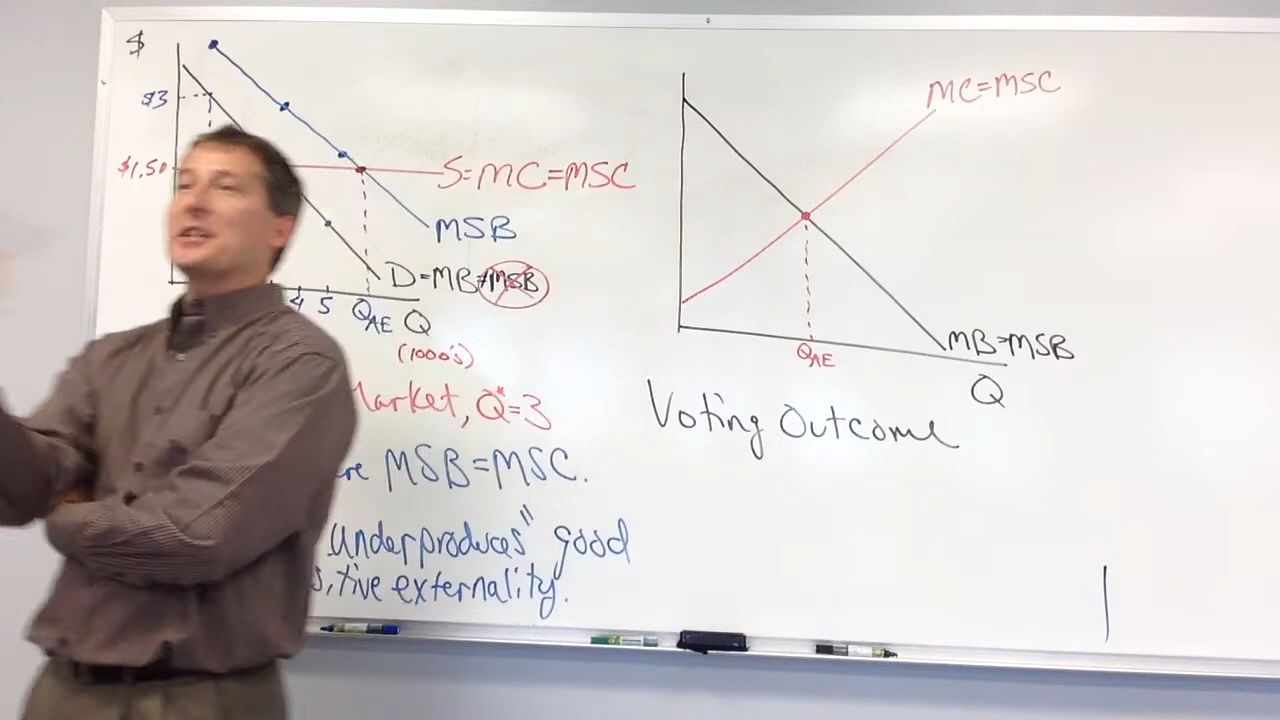 $
$3
$1.50
S=MC=MSC
MSB
D=MB≠MSB
4 5 QAE Q
(1000's)
Market, Q*=3
MSB=MSC.
underproduces" good
externality.
MC=MSC
MB=MSB
QAE
Q
Voting Outcome